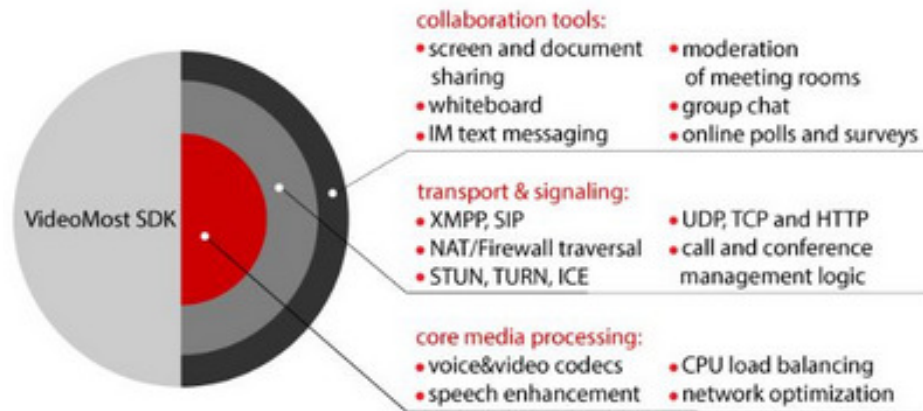 VideoMost SDK
collaboration tools:
• screen and document
sharing
• whiteboard
• IM text messaging
• moderation
of meeting rooms
• group chat
• online polls and surveys
transport & signaling:
• XMPP, SIP
• NAT/Firewall traversal
• STUN, TURN, ICE
• UDP, TCP and HTTP
• call and conference
management logic
core media processing:
• voice&video codecs
• speech enhancement
• CPU load balancing
• network optimization